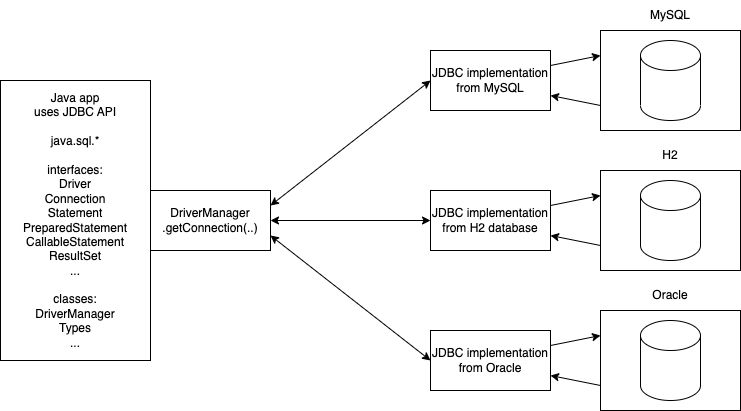 Java app
uses JDBC API
java.sql.*
interfaces:
Driver
Connection
Statement
PreparedStatement
CallableStatement
ResultSet
...
classes:
DriverManager
Types
...
DriverManager
.getConnection(..)
JDBC implementation
from MySQL
MySQL
JDBC implementation
from H2 database
H2
JDBC implementation
from Oracle
Oracle